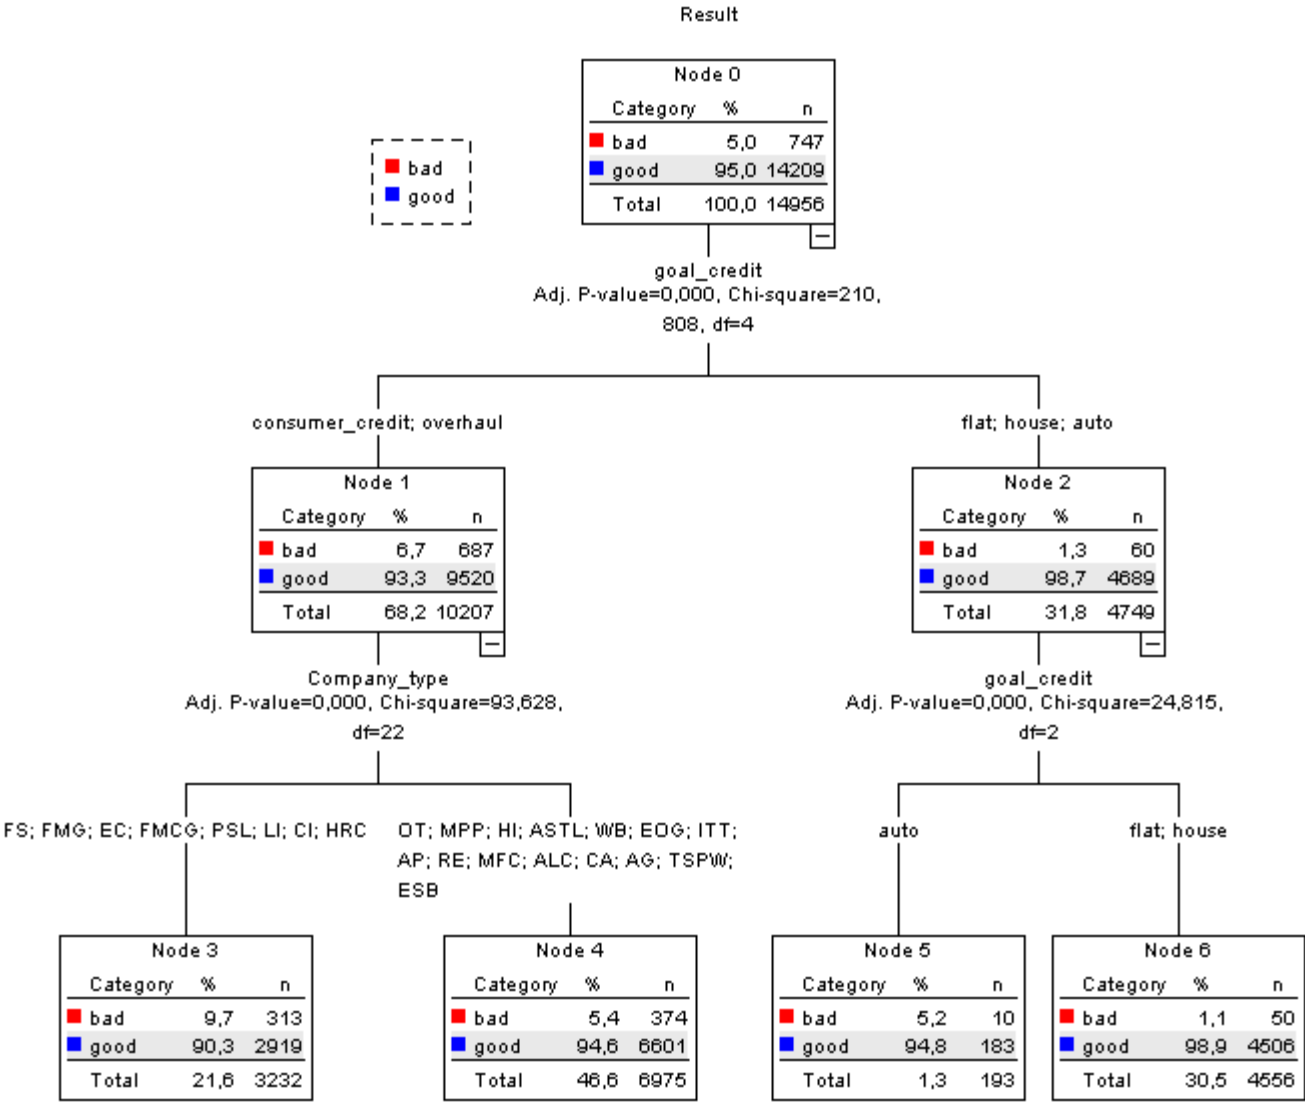 Result
Node 0
Category % n
bad 5,0 747
good 95,0 14209
Total 100,0 14956
bad
good
goal_credit
Adj. P-value=0,000, Chi-square=210,
808, df=4
consumer_credit; overhaul
flat; house; auto
Node 1
Category % n
bad 6,7 687
good 93,3 9520
Total 68,2 10207
Node 2
Category % n
bad 1,3 60
good 98,7 4689
Total 31,8 4749
Company_type
Adj. P-value=0,000, Chi-square=93,628,
df=22
goal_credit
Adj. P-value=0,000, Chi-square=24,815,
df=2
FS; FMG; EC; FMCG; PSL; LI; CI; HRC
OT; MPP; HI; ASTL; WB; EOG; ITT;
AP; RE; MFC; ALC; CA; AG; TSPW;
ESB
auto
flat; house
Node 3
Category % n
bad 9,7 313
good 90,3 2919
Total 21,6 3232
Node 4
Category % n
bad 5,4 374
good 94,6 6601
Total 46,6 6975
Node 5
Category % n
bad 5,2 10
good 94,8 183
Total 1,3 193
Node 6
Category % n
bad 1,1 50
good 98,9 4506
Total 30,5 4556